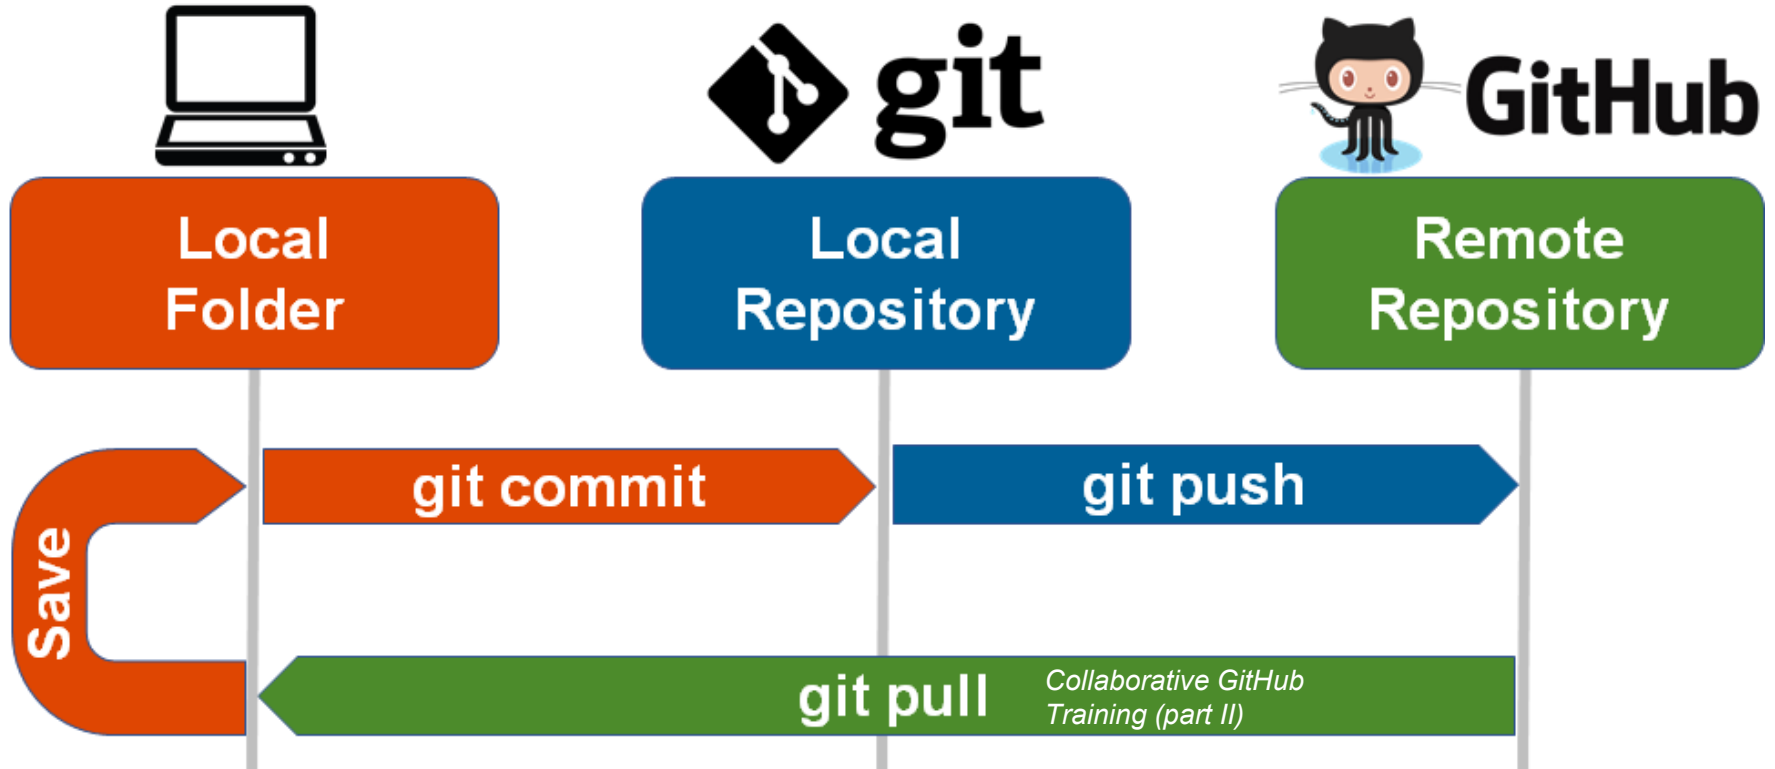 git
GitHub
Local
Folder
Local
Repository
Remote
Repository
git commit
git push
Save
git pull
Collaborative GitHub
Training (part II)